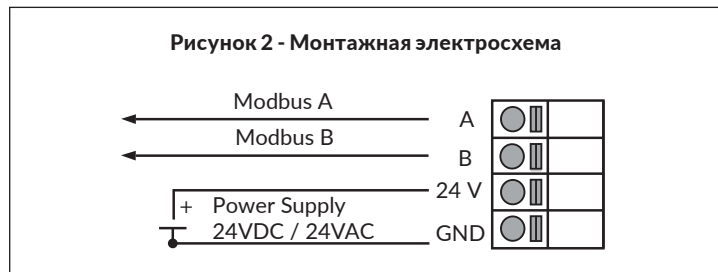 Рисунок 2 - Монтажная электросхема
Modbus A
A
Modbus B
B
24 V
+ Power Supply
24VDC / 24VAC
GND